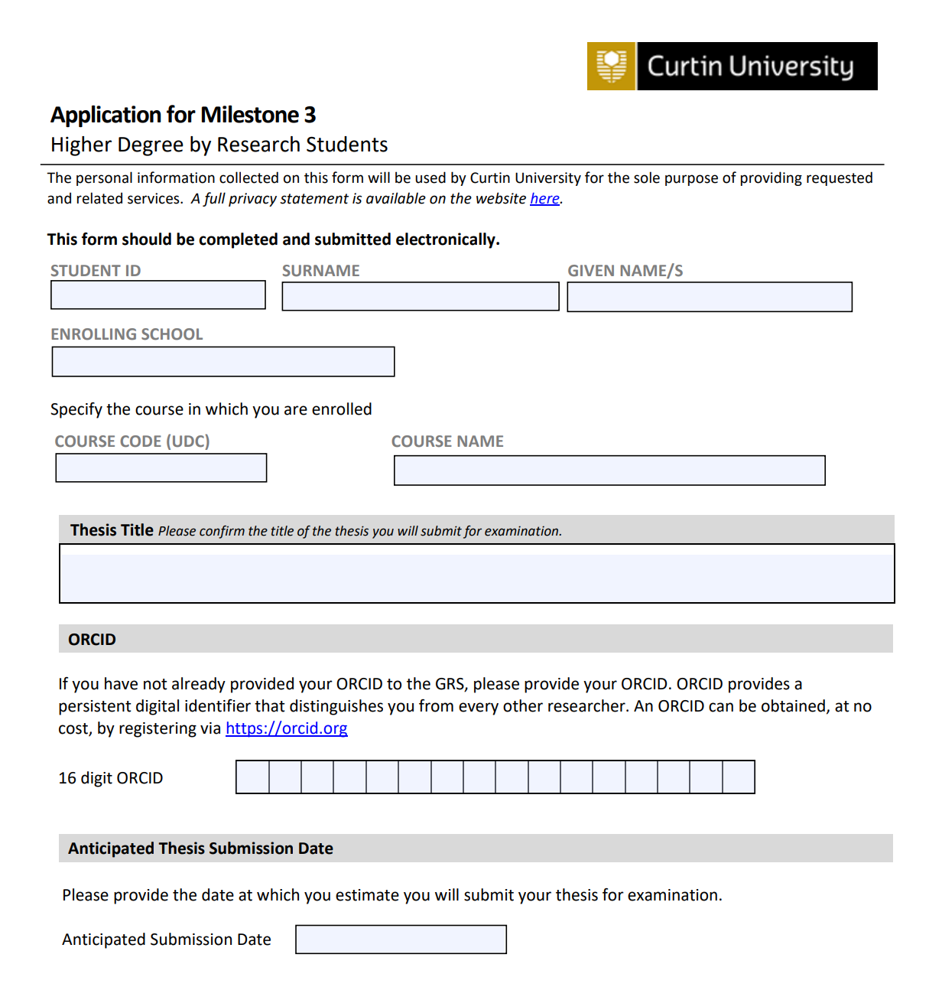 Curtin University
Application for Milestone 3
Higher Degree by Research Students
The personal information collected on this form will be used by Curtin University for the sole purpose of providing requested
and related services. A full privacy statement is available on the website here.
This form should be completed and submitted electronically.
STUDENT ID SURNAME GIVEN NAME/S
ENROLLING SCHOOL
Specify the course in which you are enrolled
COURSE CODE (UDC) COURSE NAME
Thesis Title Please confirm the title of the thesis you will submit for examination.
ORCID
If you have not already provided your ORCID to the GRS, please provide your ORCID. ORCID provides a
persistent digital identifier that distinguishes you from every other researcher. An ORCID can be obtained, at no
cost, by registering via https://orcid.org
16 digit ORCID
Anticipated Thesis Submission Date
Please provide the date at which you estimate you will submit your thesis for examination.
Anticipated Submission Date